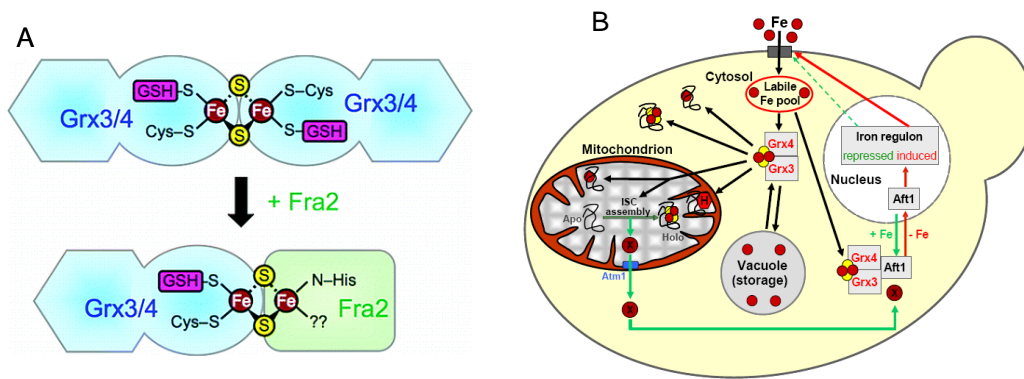 A
GSH
S
S
S–Cys
Grx3/4
Fe
Fe
Grx3/4
Cys–S
S
S
GSH
+ Fra2
GSH
S
S
N–His
Grx3/4
Fe
Fe
Fra2
Cys–S
S
??
B
Fe
Cytosol
Labile
Fe pool
Iron regulon
repressed induced
Grx4
Grx3
Mitochondrion
Nucleus
ISC
assembly
H
Aft1
Apo
Holo
X
+ Fe
- Fe
Atm1
Vacuole
(storage)
Grx4
Grx3
Aft1
X
X